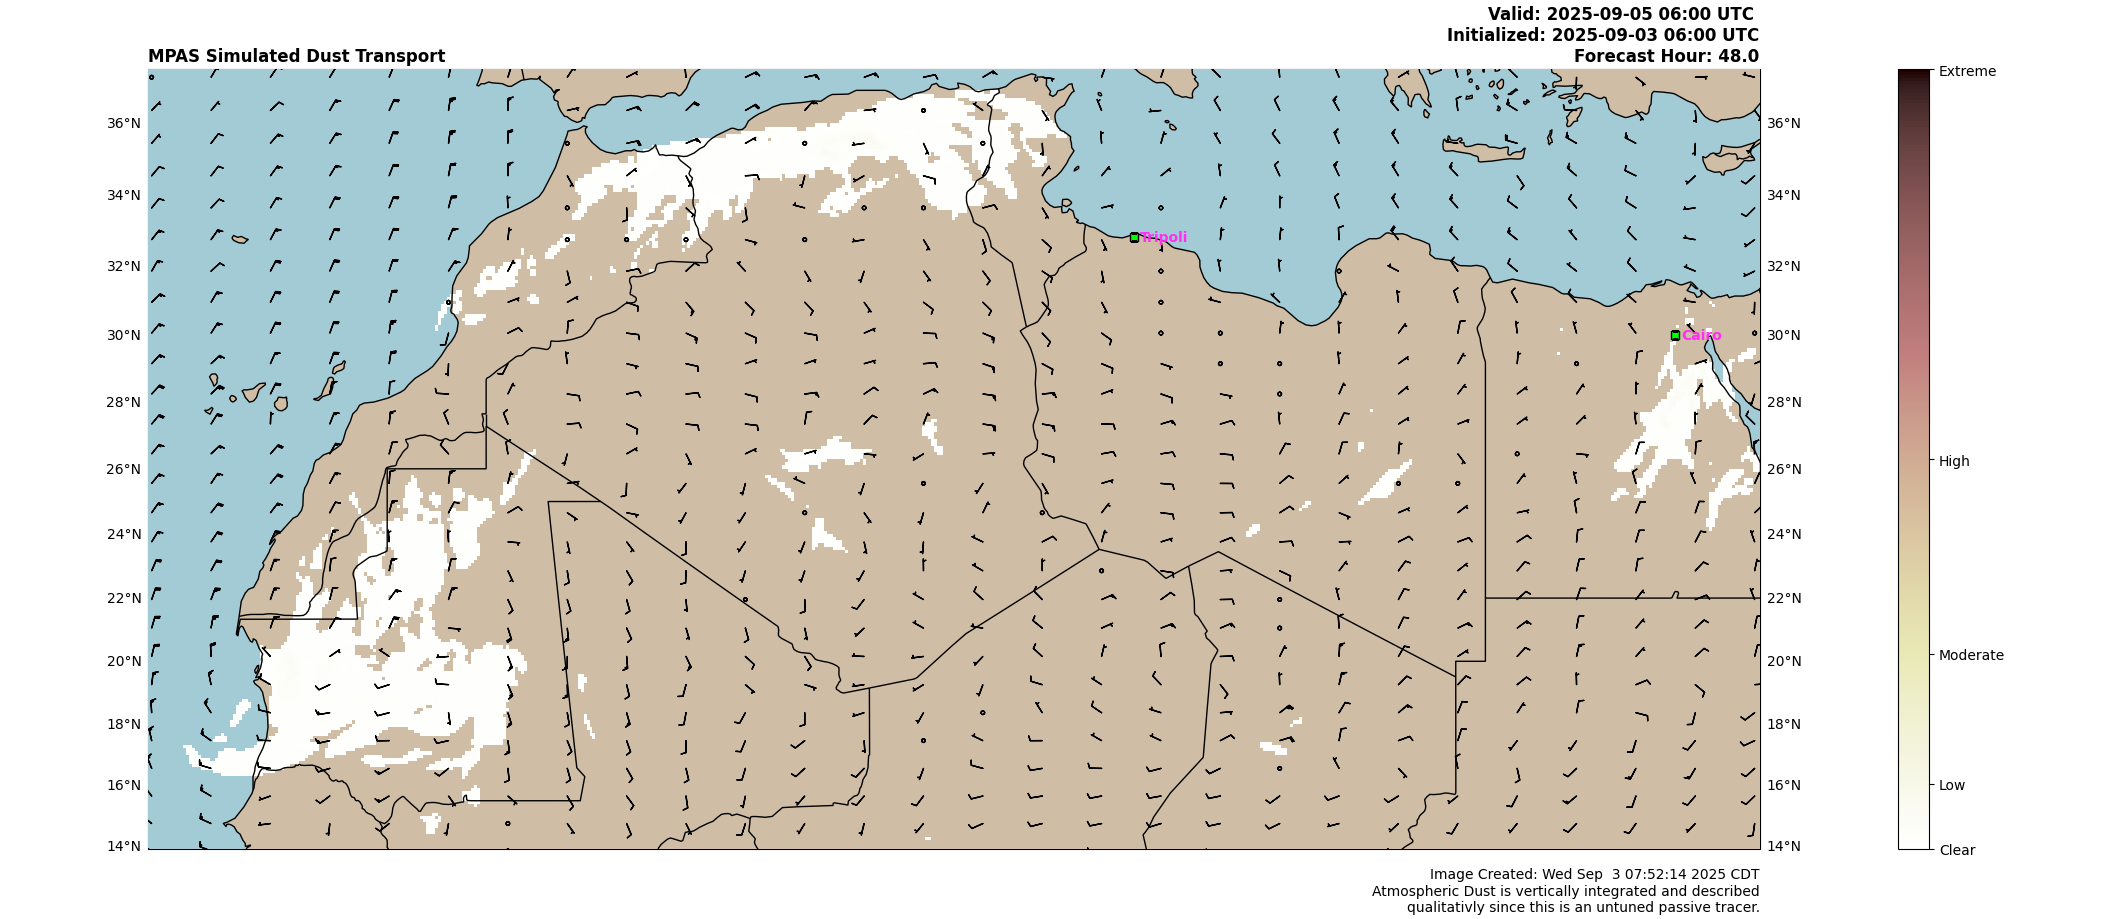 Valid: 2025-09-05 06:00 UTC
Initialized: 2025-09-03 06:00 UTC
MPAS Simulated Dust Transport
Forecast Hour: 48.0
Extreme
36°N
36°N
34°N
34°N
Tripoli
32°N
32°N
30°N
Cairo
30°N
28°N
28°N
26°N
26°N
High
24°N
24°N
22°N
22°N
20°N
20°N
Moderate
18°N
18°N
16°N
16°N
Low
14°N
14°N
Clear
Image Created: Wed Sep  3 07:52:14 2025 CDT
Atmospheric Dust is vertically integrated and described
qualitativly since this is an untuned passive tracer.